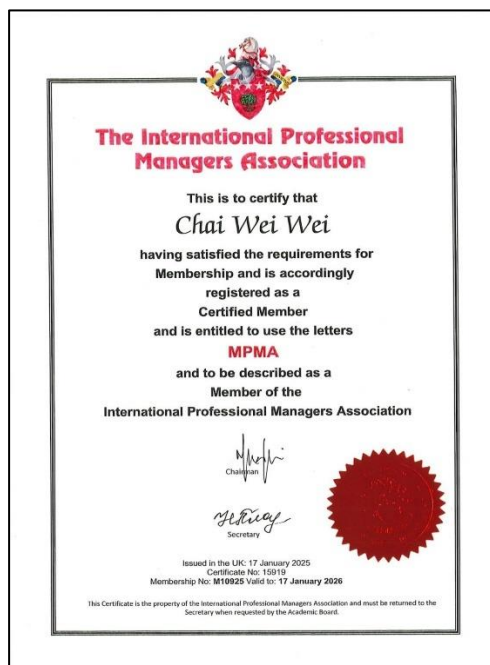 The International Professional
Managers Association
This is to certify that
Chai Wei Wei
having satisfied the requirements for
Membership and is accordingly
registered as a
Certified Member
and is entitled to use the letters
MPMA
and to be described as a
Member of the
International Professional Managers Association
Chairman
Secretary
Issued in the UK: 17 January 2025
Certificate No: 15919
Membership No: M10925 Valid to: 17 January 2026
This Certificate is the property of the International Professional Managers Association and must be returned to the
Secretary when requested by the Academic Board.